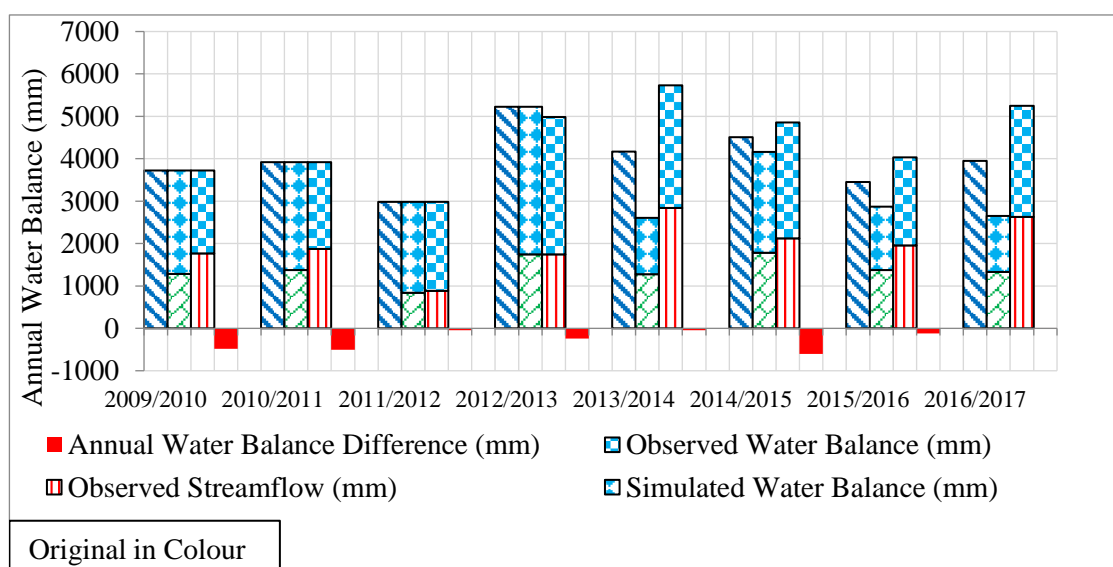 Annual Water Balance (mm)
7000
6000
5000
4000
3000
2000
1000
0
-1000
2009/2010 2010/2011 2011/2012 2012/2013 2013/2014 2014/2015 2015/2016 2016/2017
Annual Water Balance Difference (mm) Observed Water Balance (mm)
Observed Streamflow (mm) Simulated Water Balance (mm)
Original in Colour